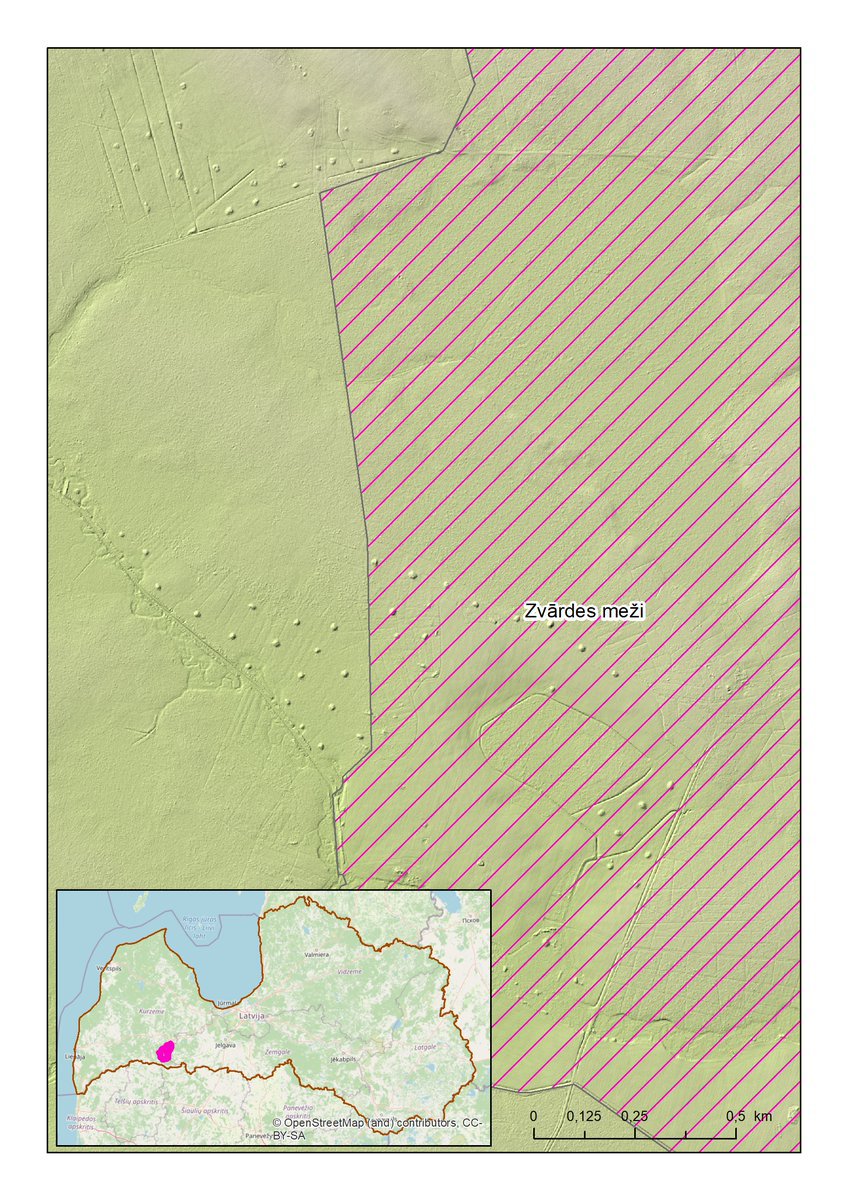 Zvārdes meži
Rīgas jūras
līcis / Liivi
laht
Псков
Ventspils
Valmiera
Vidzeme
Kurzeme
Jūrmala
Latvija
Liepāja
Jelgava
Zemgale
Jēkabpils
Latgale
Telšių apskritis
Šiaulių apskritis
Klaipėdos
apskritis
Panevėžio
apskritis
Panevėžys
© OpenStreetMap (and) contributors, CC-
BY-SA
0 0,125 0,25 0,5 km